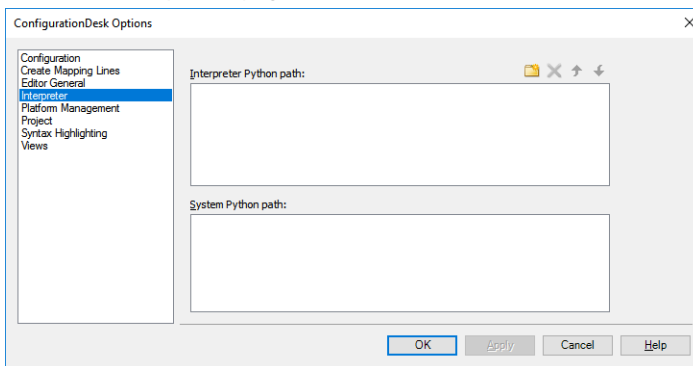 ConfigurationDesk Options
Configuration
Create Mapping Lines
Editor General
Interpreter
Platform Management
Project
Syntax Highlighting
Views
Interpreter Python path:
System Python path:
OK
Apply
Cancel
Help